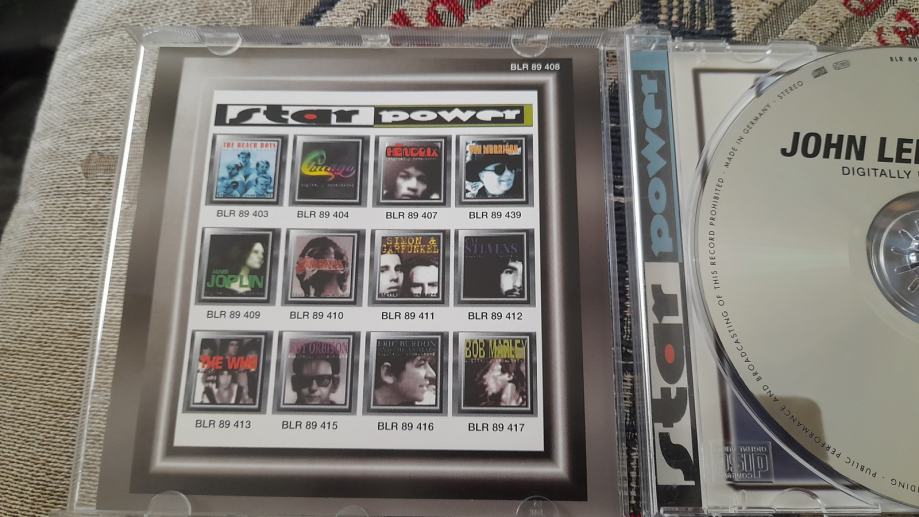 BLR 89 408
star power
THE BEACH BOYS
Chicago
HENDRIX
VAN MORRISON
BLR 89 403
BLR 89 404
BLR 89 407
BLR 89 439
JANIS
JOPLIN
SIMON &
GARFUNKEL
STEVENS
BLR 89 409
BLR 89 410
BLR 89 411
BLR 89 412
THE WHO
ROY ORBISON
ERIC BURDON
BOB MARLEY
BLR 89 413
BLR 89 415
BLR 89 416
BLR 89 417
star power
BLR 89
JOHN LE
DIGITALLY
PUBLIC PERFORMANCE AND BROADCASTING OF THIS RECORD PROHIBITED · MADE IN GERMANY · STEREO